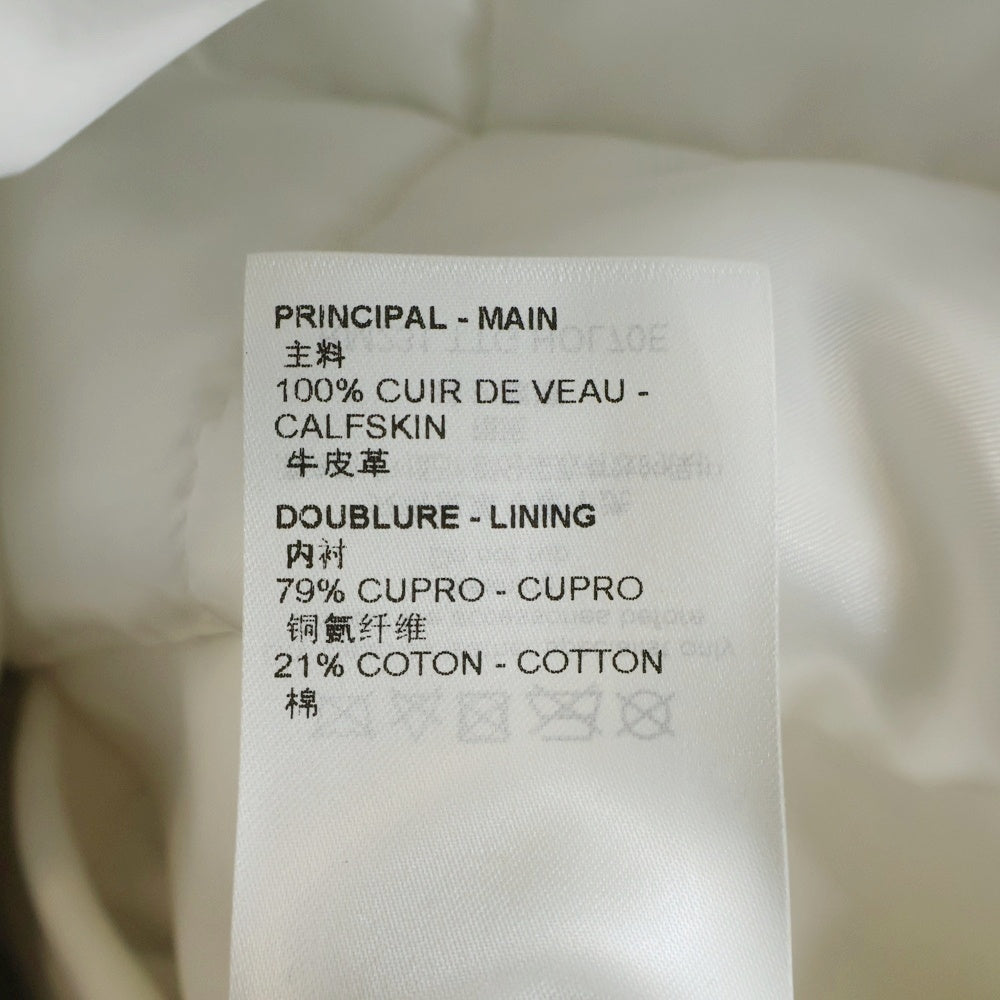 PRINCIPAL - MAIN
主料
100% CUIR DE VEAU -
CALFSKIN
牛皮革
DOUBLURE - LINING
内衬
79% CUPRO - CUPRO
铜氨纤维
21% COTON - COTTON
棉